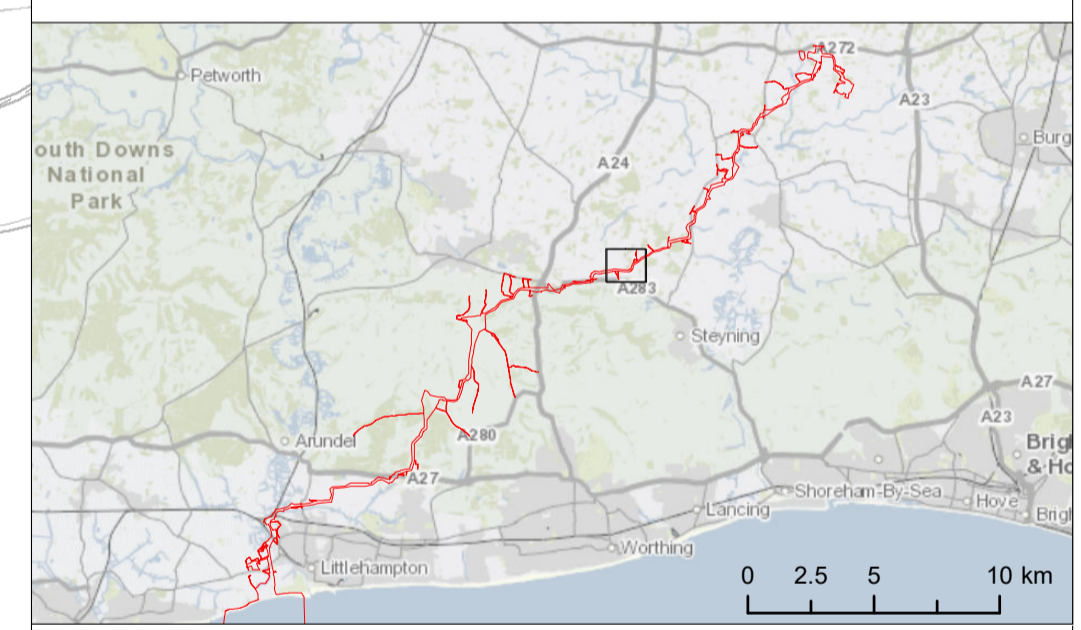 A272
Petworth
A23
Burg
outh Downs
National
Park
A24
A283
Steyning
A27
A23
Arundel
A280
Brig
& Ho
A27
Shoreham-By-Sea
Hove
Lancing
Brig
Worthing
Littlehampton
0 2.5 5 10 km